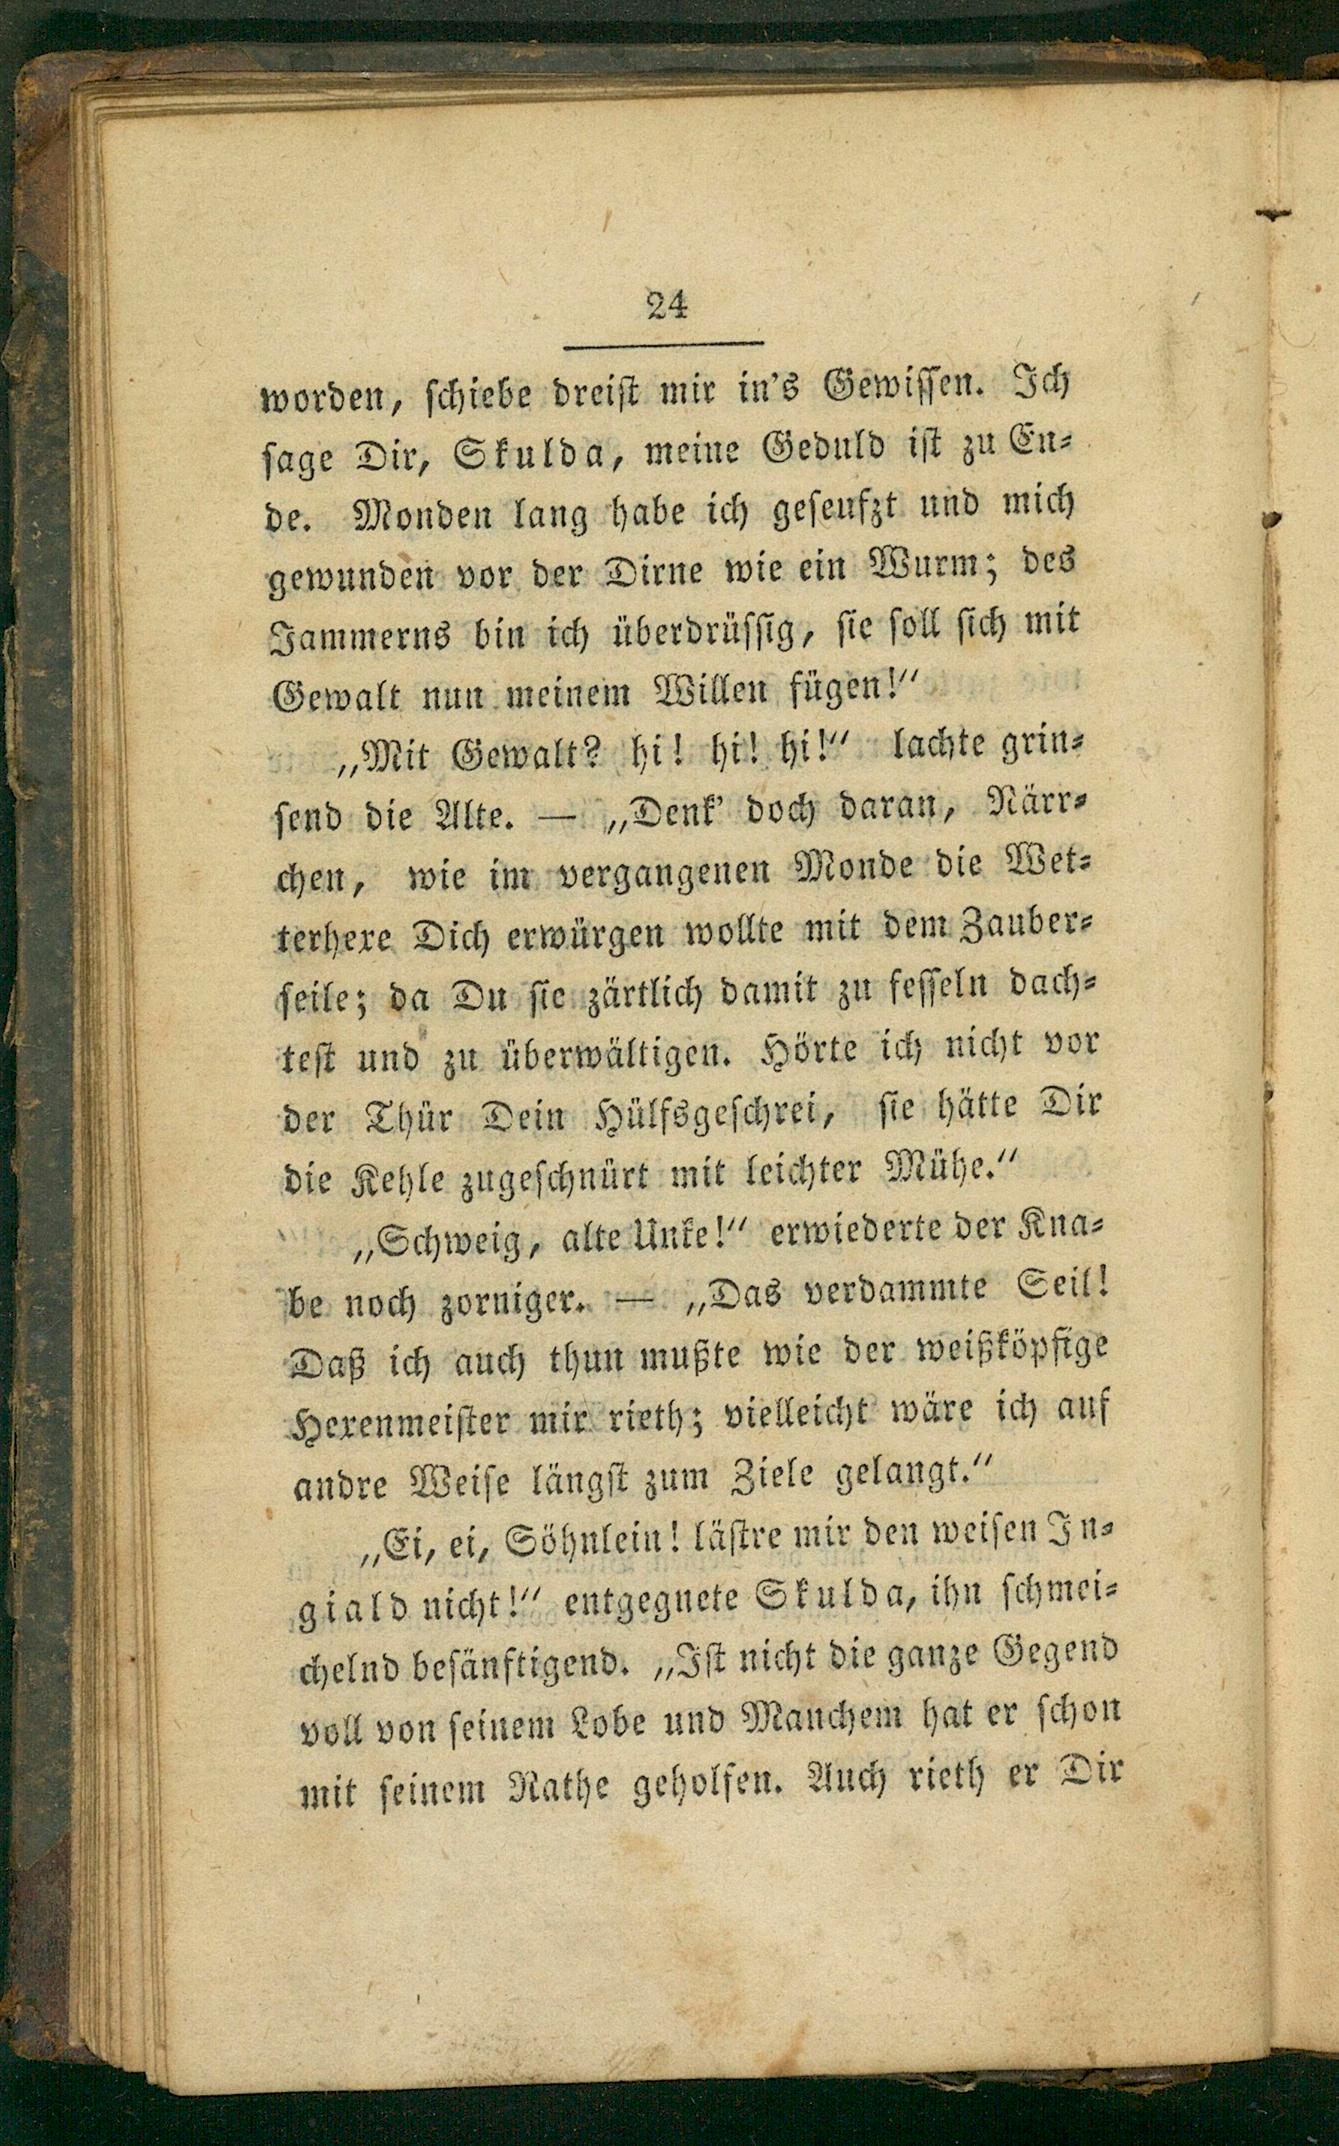 24
worden, schiebe dreist mir in's Gewissen. Ich
sage Dir, Skulda, meine Geduld ist zu En=
de. Monden lang habe ich geseufzt und mich
gewunden vor der Dirne wie ein Wurm; des
Jammerns bin ich überdrüssig, sie soll sich mit
Gewalt nun meinem Willen fügen!“
„Mit Gewalt? hi! hi! hi!“ lachte grin=
send die Alte. — „Denk' doch daran, Närr=
chen, wie im vergangenen Monde die Wet=
terhexe Dich erwürgen wollte mit dem Zauber=
seile; da Du sie zärtlich damit zu fesseln dach=
test und zu überwältigen. Hörte ich nicht vor
der Thür Dein Hülfsgeschrei, sie hätte Dir
die Kehle zugeschnürt mit leichter Mühe.“
„Schweig, alte Unke!“ erwiederte der Kna=
be noch zorniger. — „Das verdammte Seil!
Daß ich auch thun mußte wie der weißköpfige
Hexenmeister mir rieth; vielleicht wäre ich auf
andre Weise längst zum Ziele gelangt.“
„Ei, ei, Söhnlein! lästre mir den weisen In=
giald nicht!“ entgegnete Skulda, ihn schmei=
chelnd besänftigend. „Ist nicht die ganze Gegend
voll von seinem Lobe und Manchem hat er schon
mit seinem Rathe geholfen. Auch rieth er Dir